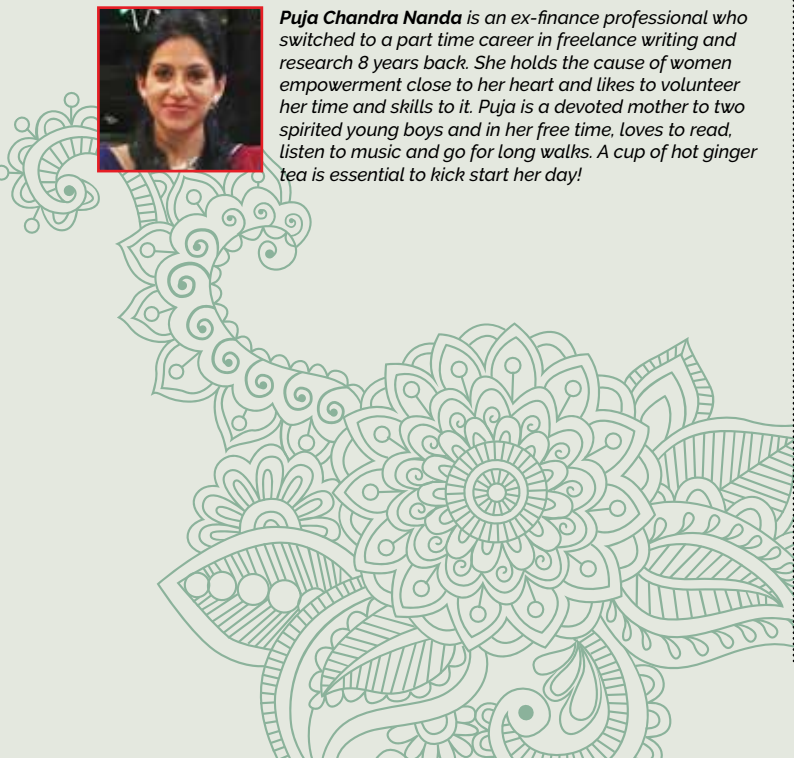 Puja Chandra Nanda is an ex-finance professional who
switched to a part time career in freelance writing and
research 8 years back. She holds the cause of women
empowerment close to her heart and likes to volunteer
her time and skills to it. Puja is a devoted mother to two
spirited young boys and in her free time, loves to read,
listen to music and go for long walks. A cup of hot ginger
tea is essential to kick start her day!